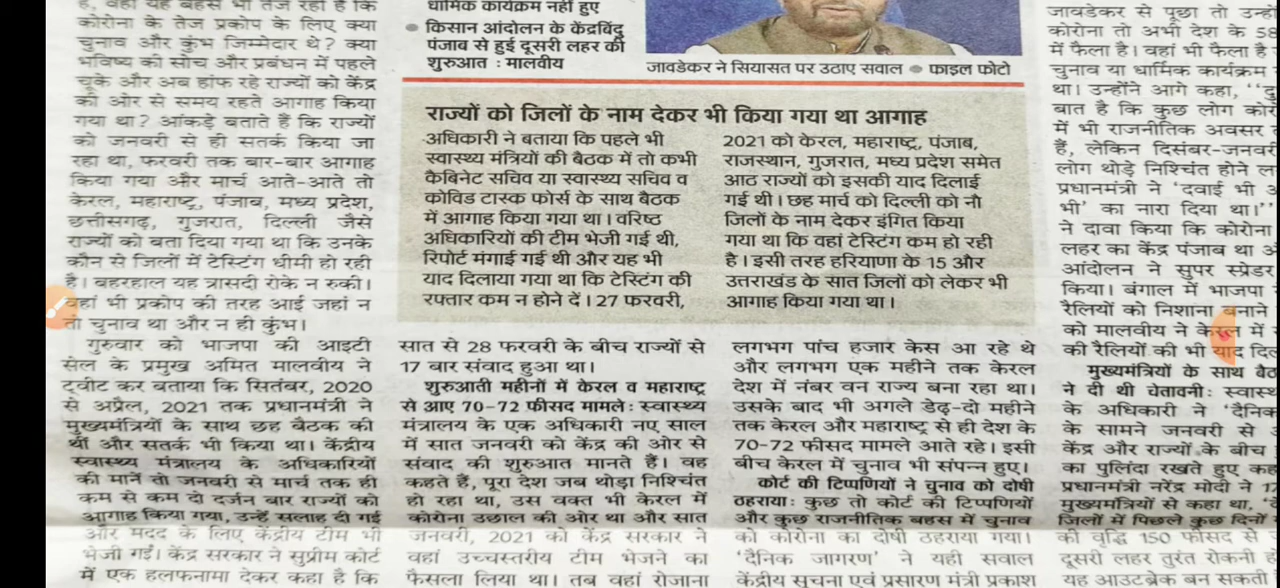 है, वहीं यह बहस भी तेज रही है कि
कोरोना के तेज प्रकोप के लिए क्या
चुनाव और कुंभ जिम्मेदार थे? क्या
भविष्य की सोच और प्रबंधन में पहले
चूके और अब हांफ रहे राज्यों को केंद्र
की ओर से समय रहते आगाह किया
गया था? आंकड़े बताते हैं कि राज्यों
को जनवरी से ही सतर्क किया जा
रहा था, फरवरी तक बार-बार आगाह
किया गया और मार्च आते-आते तो
केरल, महाराष्ट्र, पंजाब, मध्य प्रदेश,
छत्तीसगढ़, गुजरात, दिल्ली जैसे
राज्यों को बता दिया गया था कि उनके
कौन से जिलों में टेस्टिंग धीमी हो रही
है। बहरहाल यह त्रासदी रोके न रुकी।
वहां भी प्रकोप की तरह आई जहां न
तो चुनाव था और न ही कुंभ।
गुरुवार को भाजपा की आइटी
सेल के प्रमुख अमित मालवीय ने
ट्वीट कर बताया कि सितंबर, 2020
से अप्रैल, 2021 तक प्रधानमंत्री ने
मुख्यमंत्रियों के साथ छह बैठक की
थीं और सतर्क भी किया था। केंद्रीय
स्वास्थ्य मंत्रालय के अधिकारियों
की मानें तो जनवरी से मार्च तक ही
कम से कम दो दर्जन बार राज्यों को
आगाह किया गया, उन्हें सलाह दी गई
और मदद के लिए केंद्रीय टीम भी
भेजी गईं। केंद्र सरकार ने सुप्रीम कोर्ट
में एक हलफनामा देकर कहा है कि
धार्मिक कार्यक्रम नहीं हुए
● किसान आंदोलन के केंद्रबिंदु
पंजाब से हुई दूसरी लहर की
शुरुआत : मालवीय
जावडेकर ने सियासत पर उठाए सवाल ● फाइल फोटो
राज्यों को जिलों के नाम देकर भी किया गया था आगाह
अधिकारी ने बताया कि पहले भी
स्वास्थ्य मंत्रियों की बैठक में तो कभी
कैबिनेट सचिव या स्वास्थ्य सचिव व
कोविड टास्क फोर्स के साथ बैठक
में आगाह किया गया था। वरिष्ठ
अधिकारियों की टीम भेजी गई थी,
रिपोर्ट मंगाई गई थी और यह भी
याद दिलाया गया था कि टेस्टिंग की
रफ्तार कम न होने दें। 27 फरवरी,
2021 को केरल, महाराष्ट्र, पंजाब,
राजस्थान, गुजरात, मध्य प्रदेश समेत
आठ राज्यों को इसकी याद दिलाई
गई थी। छह मार्च को दिल्ली को नौ
जिलों के नाम देकर इंगित किया
गया था कि वहां टेस्टिंग कम हो रही
है। इसी तरह हरियाणा के 15 और
उत्तराखंड के सात जिलों को लेकर भी
आगाह किया गया था।
सात से 28 फरवरी के बीच राज्यों से
17 बार संवाद हुआ था।
शुरुआती महीनों में केरल व महाराष्ट्र
से आए 70-72 फीसद मामले: स्वास्थ्य
मंत्रालय के एक अधिकारी नए साल
में सात जनवरी को केंद्र की ओर से
संवाद की शुरुआत मानते हैं। वह
कहते हैं, पूरा देश जब थोड़ा निश्चिंत
हो रहा था, उस वक्त भी केरल में
कोरोना उछाल की ओर था और सात
जनवरी, 2021 को केंद्र सरकार ने
वहां उच्चस्तरीय टीम भेजने का
फैसला लिया था। तब वहां रोजाना
लगभग पांच हजार केस आ रहे थे
और लगभग एक महीने तक केरल
देश में नंबर वन राज्य बना रहा था।
उसके बाद भी अगले डेढ़-दो महीने
तक केरल और महाराष्ट्र से ही देश के
70-72 फीसद मामले आते रहे। इसी
बीच केरल में चुनाव भी संपन्न हुए।
कोर्ट की टिप्पणियों ने चुनाव को दोषी
ठहराया: कुछ तो कोर्ट की टिप्पणियों
और कुछ राजनीतिक बहस में चुनाव
को कोरोना का दोषी ठहराया गया।
'दैनिक जागरण' ने यही सवाल
केंद्रीय सूचना एवं प्रसारण मंत्री प्रकाश
जावडेकर से पूछा तो उन्हों
कोरोना तो अभी देश के 58
में फैला है। वहां भी फैला है
चुनाव या धार्मिक कार्यक्रम
था। उन्होंने आगे कहा, ''दु
बात है कि कुछ लोग कोरो
में भी राजनीतिक अवसर
हैं, लेकिन दिसंबर-जनवरी
लोग थोड़े निश्चिंत होने ल
प्रधानमंत्री ने 'दवाई भी
भी' का नारा दिया था।''
ने दावा किया कि कोरोना
लहर का केंद्र पंजाब था
आंदोलन ने सुपर स्प्रेडर
किया। बंगाल में भाजपा
रैलियों को निशाना बनाने
को मालवीय ने केरल में
की रैलियों की भी याद दिल
मुख्यमंत्रियों के साथ बैठ
ने दी थी चेतावनी: स्वास्थ
के अधिकारी ने 'दैनिक
के सामने जनवरी से
केंद्र और राज्यों के बीच
का पुलिंदा रखते हुए कह
प्रधानमंत्री नरेंद्र मोदी ने 17
मुख्यमंत्रियों से कहा था,
जिलों में पिछले कुछ दिनों
की वृद्धि 150 फीसद से
दूसरी लहर तुरंत रोकनी
यह आउटब्रेक बन सकती